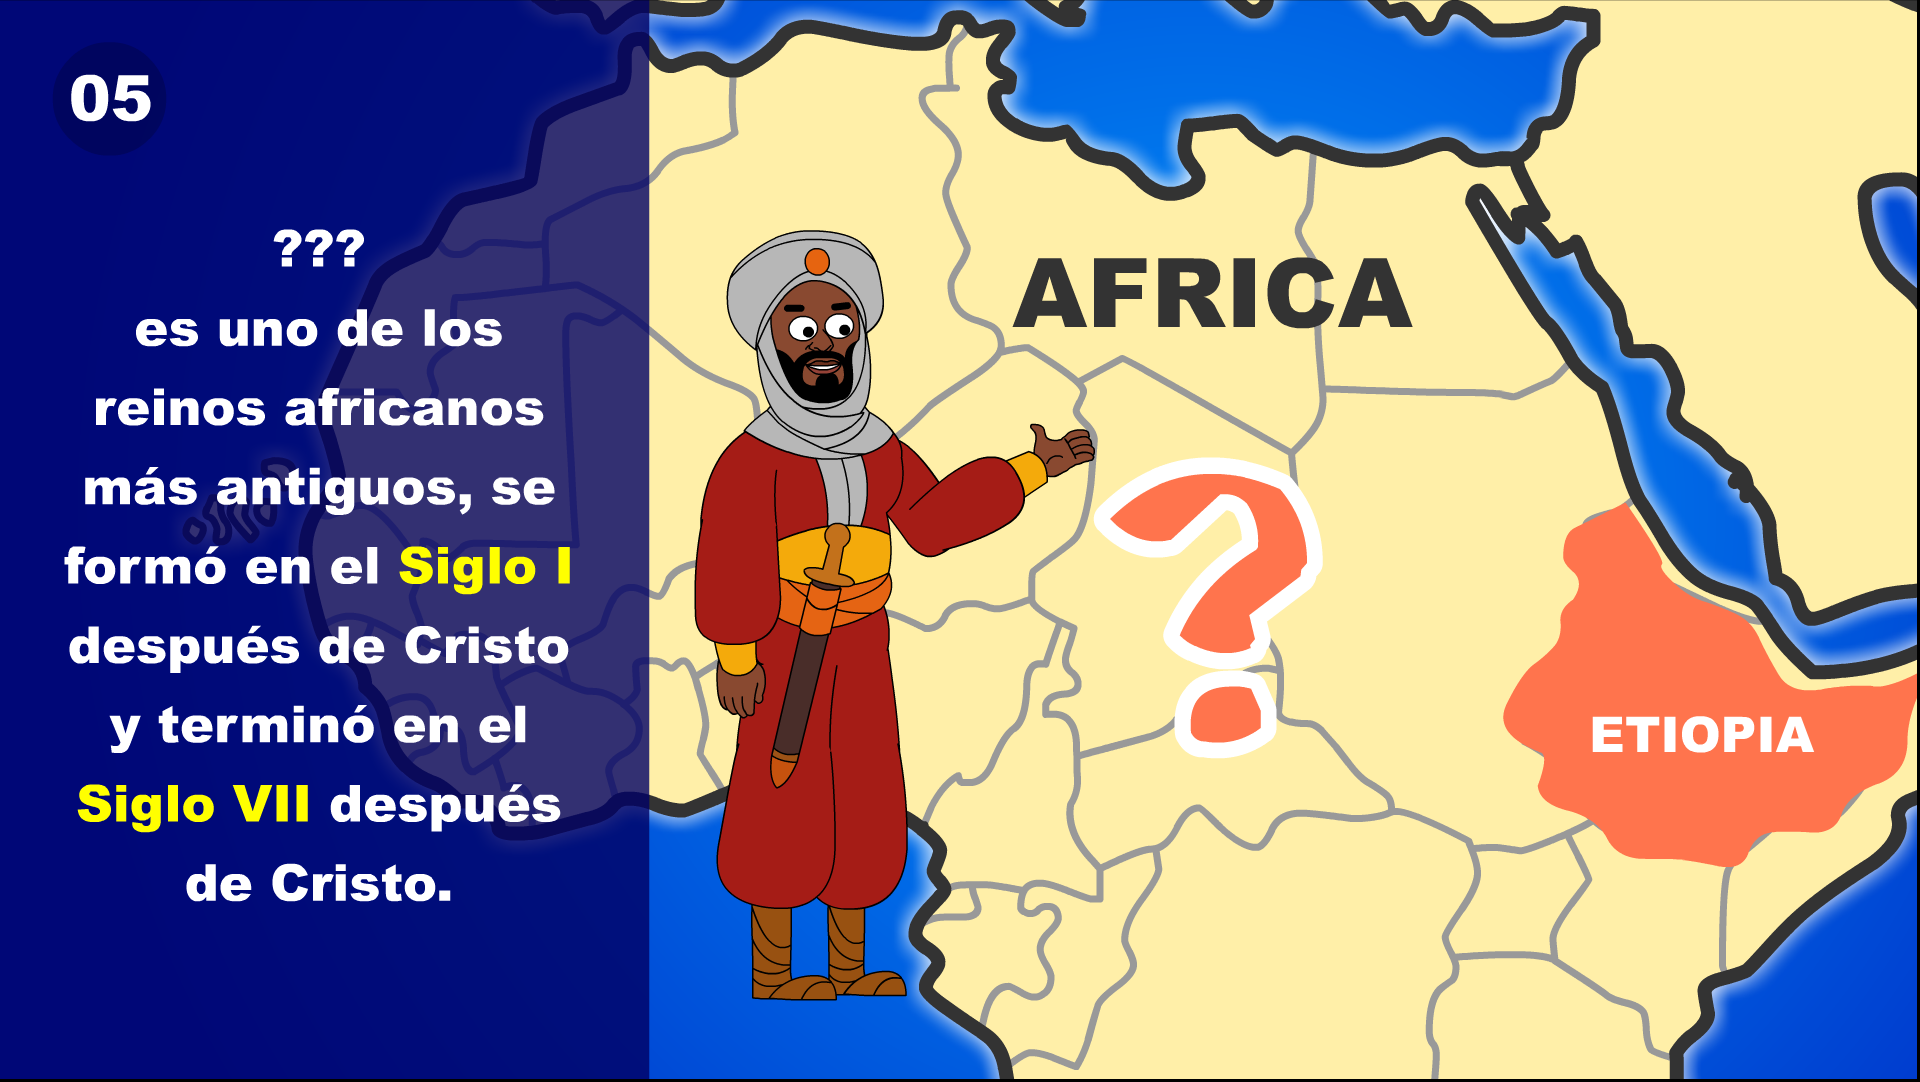 05
???
es uno de los
reinos africanos
más antiguos, se
formó en el Siglo I
después de Cristo
y terminó en el
Siglo VII después
de Cristo.
AFRICA
?
ETIOPIA